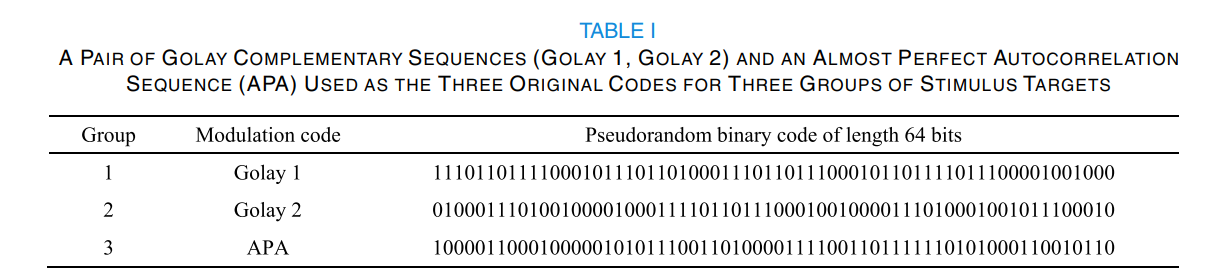 TABLE I
A PAIR OF GOLAY COMPLEMENTARY SEQUENCES (GOLAY 1, GOLAY 2) AND AN ALMOST PERFECT AUTOCORRELATION
SEQUENCE (APA) USED AS THE THREE ORIGINAL CODES FOR THREE GROUPS OF STIMULUS TARGETS
Group Modulation code Pseudorandom binary code of length 64 bits
1 Golay 1 1110110111100010111011010001110110111000101101111011100001001000
2 Golay 2 0100011101001000010001111011011100010010000111010001001011100010
3 APA 1000011000100000101011100110100001111001101111110101000110010110